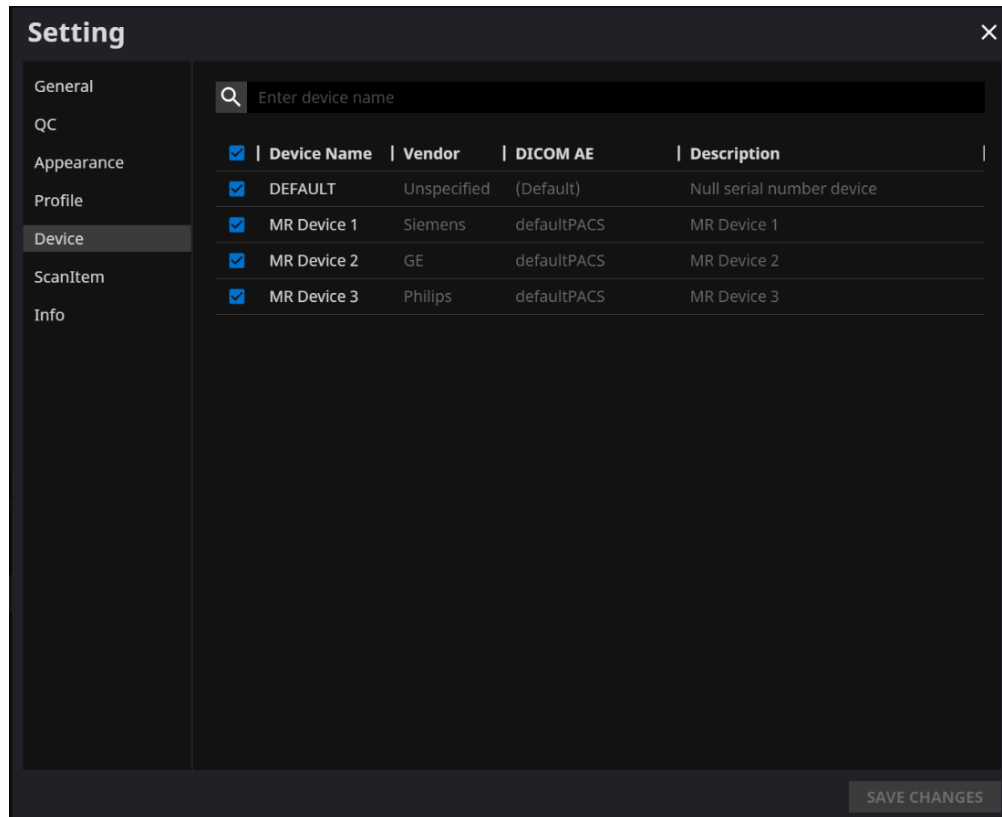 Setting
General
QC
Appearance
Profile
Device
ScanItem
Info
Enter device name
Device Name Vendor DICOM AE Description
DEFAULT Unspecified (Default) Null serial number device
MR Device 1 Siemens defaultPACS MR Device 1
MR Device 2 GE defaultPACS MR Device 2
MR Device 3 Philips defaultPACS MR Device 3
SAVE CHANGES